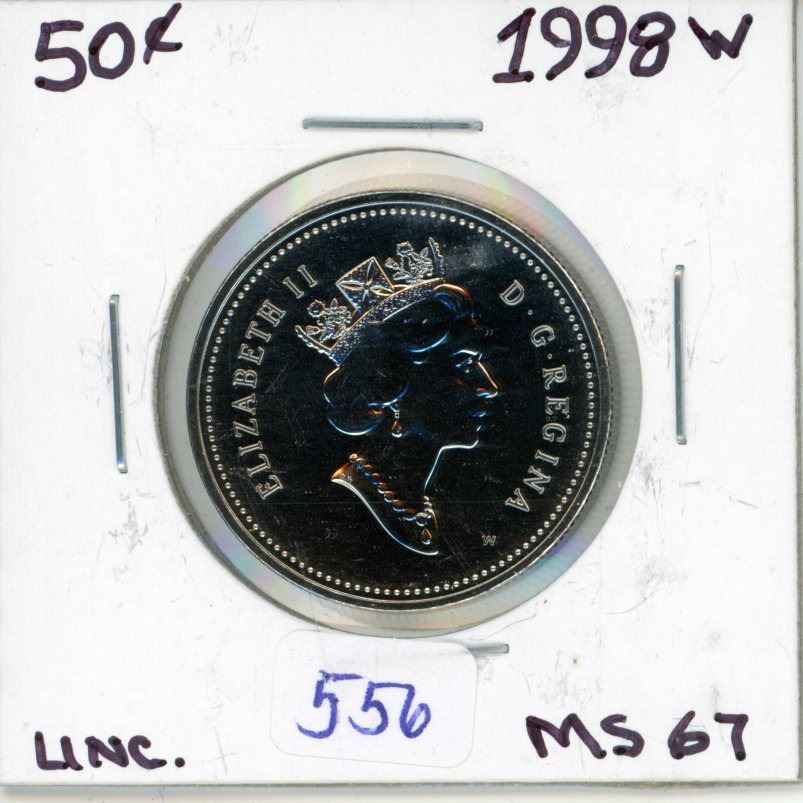 50¢ 1998 W
ELIZABETH II D·G·REGINA
W
556
UNC. MS 67